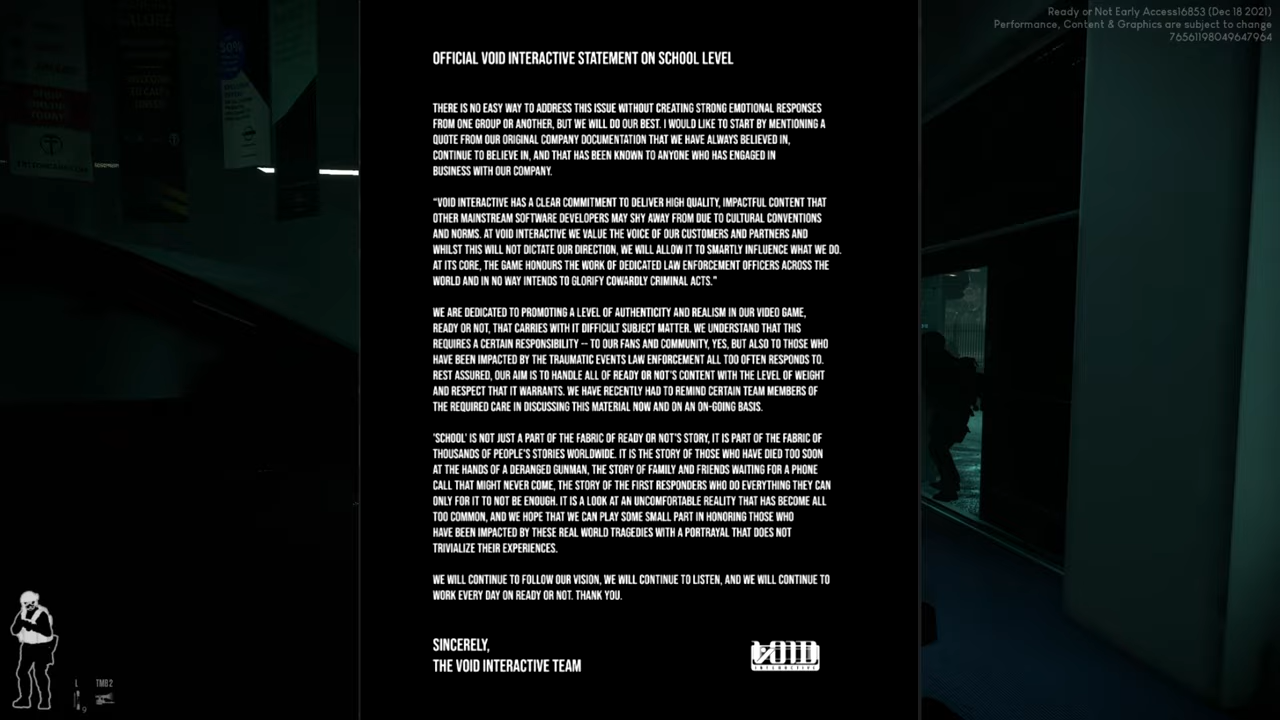 Ready or Not Early Access16853 (Dec 18 2021)
Performance, Content & Graphics are subject to change
76561198049647964
30%
OFFICIAL VOID INTERACTIVE STATEMENT ON SCHOOL LEVEL
THERE IS NO EASY WAY TO ADDRESS THIS ISSUE WITHOUT CREATING STRONG EMOTIONAL RESPONSES
FROM ONE GROUP OR ANOTHER, BUT WE WILL DO OUR BEST. I WOULD LIKE TO START BY MENTIONING A
QUOTE FROM OUR ORIGINAL COMPANY DOCUMENTATION THAT WE HAVE ALWAYS BELIEVED IN,
CONTINUE TO BELIEVE IN, AND THAT HAS BEEN KNOWN TO ANYONE WHO HAS ENGAGED IN
BUSINESS WITH OUR COMPANY.
"VOID INTERACTIVE HAS A CLEAR COMMITMENT TO DELIVER HIGH QUALITY, IMPACTFUL CONTENT THAT
OTHER MAINSTREAM SOFTWARE DEVELOPERS MAY SHY AWAY FROM DUE TO CULTURAL CONVENTIONS
AND NORMS. AT VOID INTERACTIVE WE VALUE THE VOICE OF OUR CUSTOMERS AND PARTNERS AND
WHILST THIS WILL NOT DICTATE OUR DIRECTION, WE WILL ALLOW IT TO SMARTLY INFLUENCE WHAT WE DO.
AT ITS CORE, THE GAME HONOURS THE WORK OF DEDICATED LAW ENFORCEMENT OFFICERS ACROSS THE
WORLD AND IN NO WAY INTENDS TO GLORIFY COWARDLY CRIMINAL ACTS."
WE ARE DEDICATED TO PROMOTING A LEVEL OF AUTHENTICITY AND REALISM IN OUR VIDEO GAME,
READY OR NOT, THAT CARRIES WITH IT DIFFICULT SUBJECT MATTER. WE UNDERSTAND THAT THIS
REQUIRES A CERTAIN RESPONSIBILITY -- TO OUR FANS AND COMMUNITY, YES, BUT ALSO TO THOSE WHO
HAVE BEEN IMPACTED BY THE TRAUMATIC EVENTS LAW ENFORCEMENT ALL TOO OFTEN RESPONDS TO.
REST ASSURED, OUR AIM IS TO HANDLE ALL OF READY OR NOT'S CONTENT WITH THE LEVEL OF WEIGHT
AND RESPECT THAT IT WARRANTS. WE HAVE RECENTLY HAD TO REMIND CERTAIN TEAM MEMBERS OF
THE REQUIRED CARE IN DISCUSSING THIS MATERIAL NOW AND ON AN ON-GOING BASIS.
'SCHOOL' IS NOT JUST A PART OF THE FABRIC OF READY OR NOT'S STORY, IT IS PART OF THE FABRIC OF
THOUSANDS OF PEOPLE'S STORIES WORLDWIDE. IT IS THE STORY OF THOSE WHO HAVE DIED TOO SOON
AT THE HANDS OF A DERANGED GUNMAN, THE STORY OF FAMILY AND FRIENDS WAITING FOR A PHONE
CALL THAT MIGHT NEVER COME, THE STORY OF THE FIRST RESPONDERS WHO DO EVERYTHING THEY CAN
ONLY FOR IT TO NOT BE ENOUGH. IT IS A LOOK AT AN UNCOMFORTABLE REALITY THAT HAS BECOME ALL
TOO COMMON, AND WE HOPE THAT WE CAN PLAY SOME SMALL PART IN HONORING THOSE WHO
HAVE BEEN IMPACTED BY THESE REAL WORLD TRAGEDIES WITH A PORTRAYAL THAT DOES NOT
TRIVIALIZE THEIR EXPERIENCES.
WE WILL CONTINUE TO FOLLOW OUR VISION, WE WILL CONTINUE TO LISTEN, AND WE WILL CONTINUE TO
WORK EVERY DAY ON READY OR NOT. THANK YOU.
SINCERELY,
THE VOID INTERACTIVE TEAM
VOID
INTERACTIVE
L
TMB 2
9